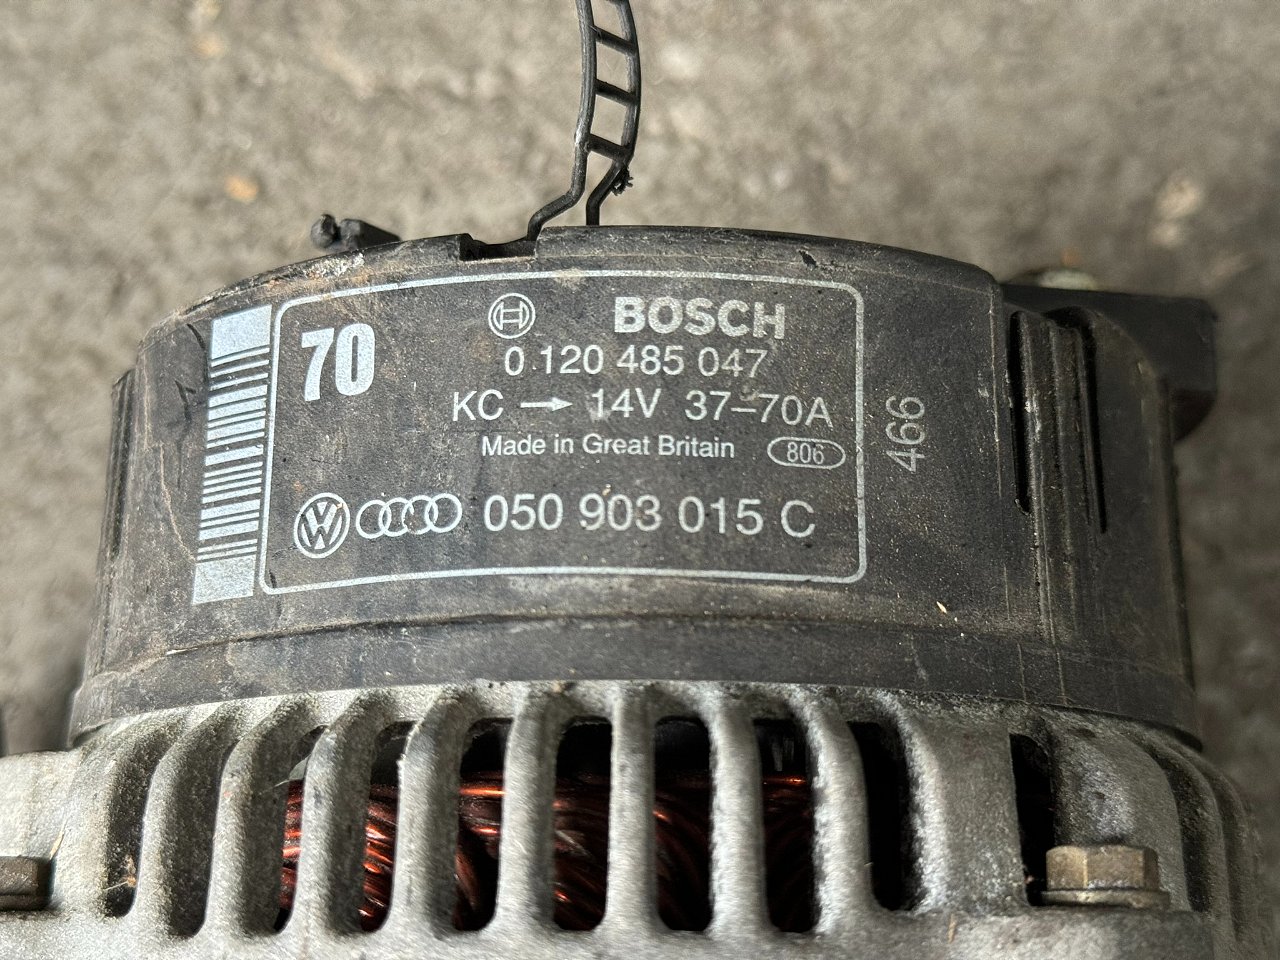 70
BOSCH
0 120 485 047
KC → 14V 37-70A
Made in Great Britain 806
050 903 015 C
466